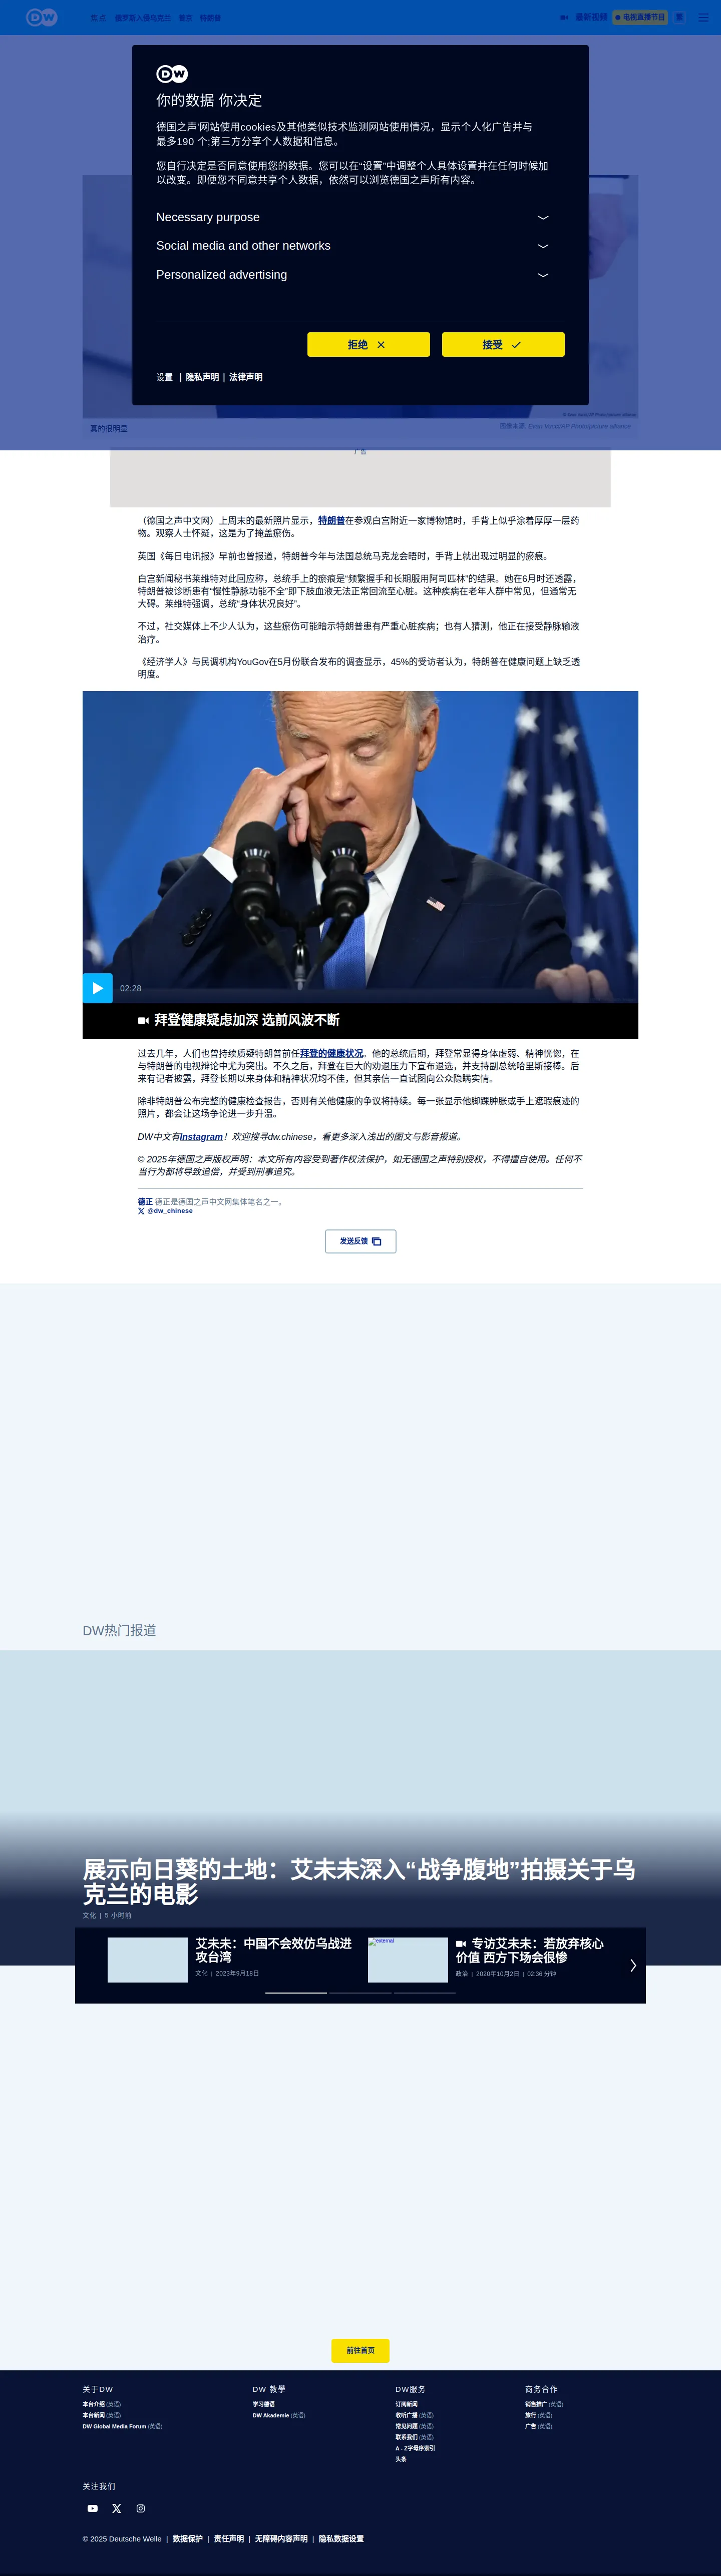 DW
焦点 俄罗斯入侵乌克兰 普京 特朗普
最新视频 电视直播节目 繁
DW
你的数据 你决定
德国之声'网站使用cookies及其他类似技术监测网站使用情况，显示个人化广告并与
最多190 个;第三方分享个人数据和信息。
您自行决定是否同意使用您的数据。您可以在“设置”中调整个人具体设置并在任何时候加
以改变。即便您不同意共享个人数据，依然可以浏览德国之声所有内容。
Necessary purpose
Social media and other networks
Personalized advertising
拒绝
接受
设置 | 隐私声明 | 法律声明
真的很明显
图像来源: Evan Vucci/AP Photo/picture alliance
广告
（德国之声中文网）上周末的最新照片显示，特朗普在参观白宫附近一家博物馆时，手背上似乎涂着厚厚一层药
物。观察人士怀疑，这是为了掩盖瘀伤。
英国《每日电讯报》早前也曾报道，特朗普今年与法国总统马克龙会晤时，手背上就出现过明显的瘀痕。
白宫新闻秘书莱维特对此回应称，总统手上的瘀痕是“频繁握手和长期服用阿司匹林”的结果。她在6月时还透露，
特朗普被诊断患有“慢性静脉功能不全”即下肢血液无法正常回流至心脏。这种疾病在老年人群中常见，但通常无
大碍。莱维特强调，总统“身体状况良好”。
不过，社交媒体上不少人认为，这些瘀伤可能暗示特朗普患有严重心脏疾病；也有人猜测，他正在接受静脉输液
治疗。
《经济学人》与民调机构YouGov在5月份联合发布的调查显示，45%的受访者认为，特朗普在健康问题上缺乏透
明度。
02:28
拜登健康疑虑加深 选前风波不断
过去几年，人们也曾持续质疑特朗普前任拜登的健康状况。他的总统后期，拜登常显得身体虚弱、精神恍惚，在
与特朗普的电视辩论中尤为突出。不久之后，拜登在巨大的劝退压力下宣布退选，并支持副总统哈里斯接棒。后
来有记者披露，拜登长期以来身体和精神状况均不佳，但其亲信一直试图向公众隐瞒实情。
除非特朗普公布完整的健康检查报告，否则有关他健康的争议将持续。每一张显示他脚踝肿胀或手上遮瑕痕迹的
照片，都会让这场争论进一步升温。
DW中文有Instagram！欢迎搜寻dw.chinese，看更多深入浅出的图文与影音报道。
© 2025年德国之声版权声明：本文所有内容受到著作权法保护，如无德国之声特别授权，不得擅自使用。任何不
当行为都将导致追偿，并受到刑事追究。
德正 德正是德国之声中文网集体笔名之一。
@dw_chinese
发送反馈
DW热门报道
展示向日葵的土地：艾未未深入“战争腹地”拍摄关于乌
克兰的电影
文化 | 5 小时前
艾未未：中国不会效仿乌战进
攻台湾
文化 | 2023年9月18日
external
专访艾未未：若放弃核心
价值 西方下场会很惨
政治 | 2020年10月2日 | 02:36 分钟
前往首页
关于DW
本台介绍 (英语)
本台新闻 (英语)
DW Global Media Forum (英语)
DW 教學
学习德语
DW Akademie (英语)
DW服务
订阅新闻
收听广播 (英语)
常见问题 (英语)
联系我们 (英语)
A - Z字母序索引
头条
商务合作
销售推广 (英语)
旅行 (英语)
广告 (英语)
关注我们
© 2025 Deutsche Welle | 数据保护 | 责任声明 | 无障碍内容声明 | 隐私数据设置